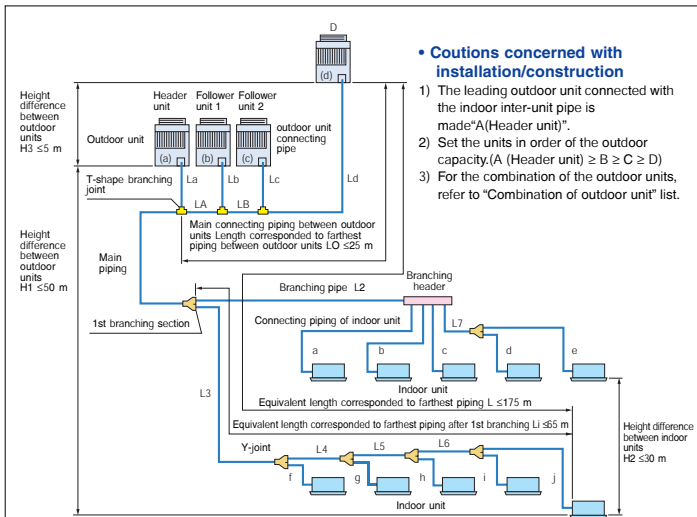 D
(d)
• Coutions concerned with
installation/construction
1) The leading outdoor unit connected with
the indoor inter-unit pipe is
made“A(Header unit)”.
2) Set the units in order of the outdoor
capacity.(A (Header unit) ≥ B ≥ C ≥ D)
3) For the combination of the outdoor units,
refer to “Combination of outdoor unit” list.
Height
difference
between
outdoor
units
H3 ≤5 m
Header
unit
Follower
unit 1
Follower
unit 2
Outdoor unit
(a)
(b)
(c)
outdoor unit
connecting
pipe
La
Lb
Lc
Ld
T-shape branching
joint
LA
LB
Main connecting piping between outdoor
units Length corresponded to farthest
piping between outdoor units LO ≤25 m
Height
difference
between
outdoor
units
H1 ≤50 m
Main
piping
Branching pipe L2
Branching
header
1st branching section
Connecting piping of indoor unit
L7
a
b
c
d
e
Indoor unit
L3
Equivalent length corresponded to farthest piping L ≤175 m
Equivalent length corresponded to farthest piping after 1st branching Li ≤65 m
Height difference
between indoor
units
H2 ≤30 m
Y-joint
L4
L5
L6
f
g
h
i
j
Indoor unit